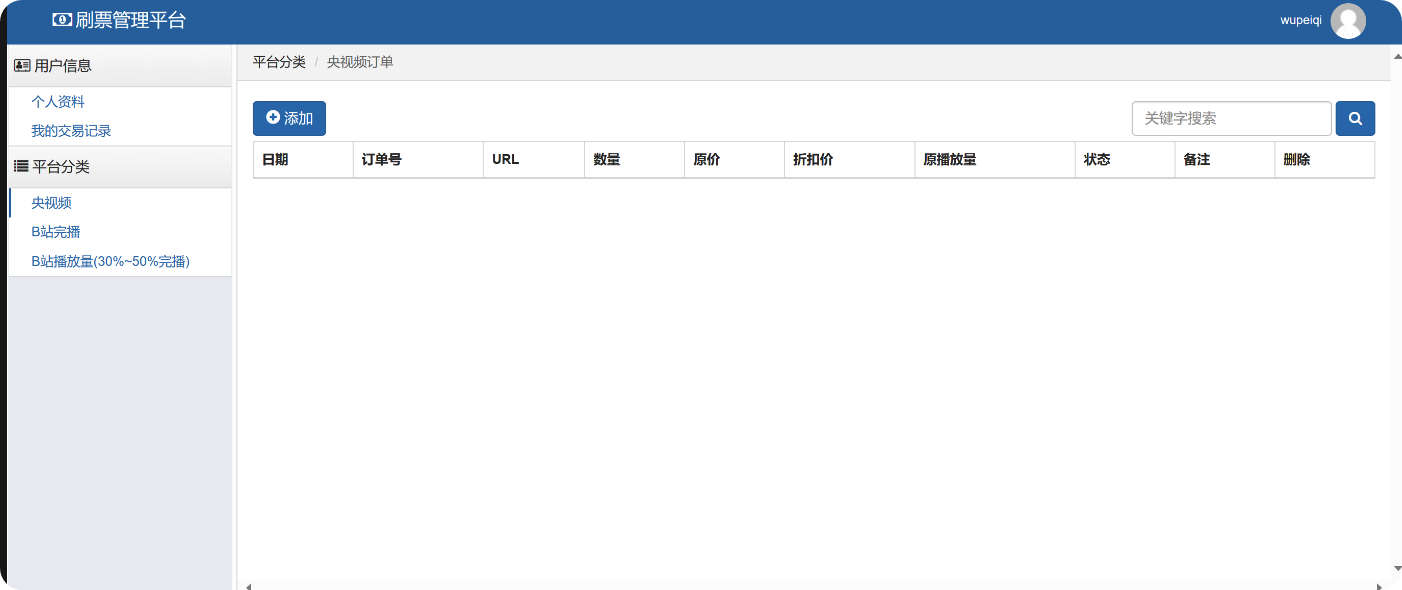 刷票管理平台
wupeiqi
用户信息
个人资料
我的交易记录
平台分类
央视频
B站完播
B站播放量(30%~50%完播)
平台分类 / 央视频订单
添加
关键字搜索
日期 订单号 URL 数量 原价 折扣价 原播放量 状态 备注 删除